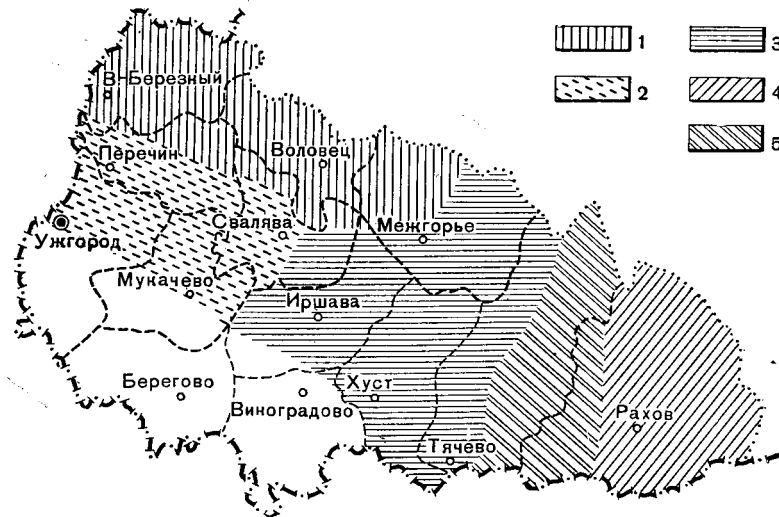 1
3
2
4
5
В-Березный
Перечин
Воловец
Свалява
Ужгород
Межгорье
Мукачево
Иршава
Берегово
Виноградово
Хуст
Рахов
Тячево